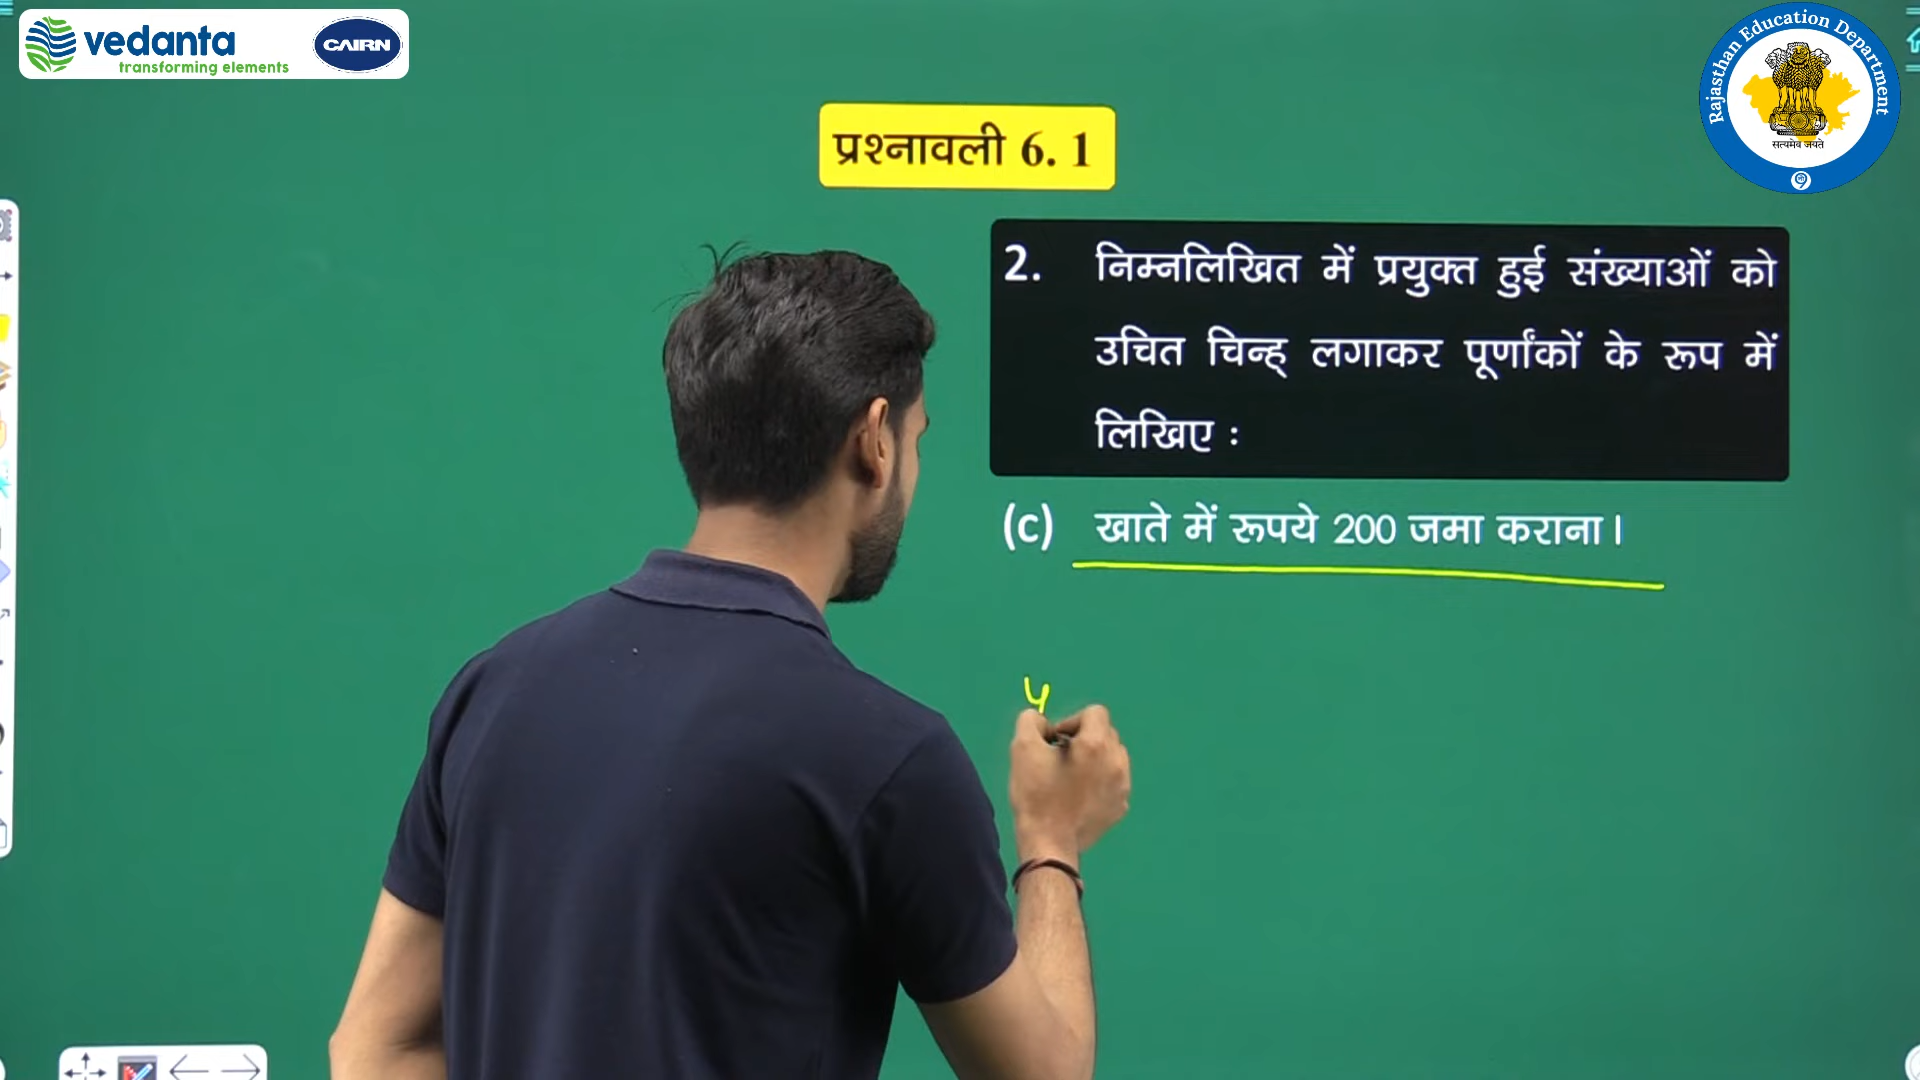 vedanta
transforming elements
CAIRN
Rajasthan Education Department
सत्यमेव जयते
प्रश्नावली 6. 1
2. निम्नलिखित में प्रयुक्त हुई संख्याओं को
उचित चिन्ह् लगाकर पूर्णांकों के रूप में
लिखिए :
(c) खाते में रूपये 200 जमा कराना।